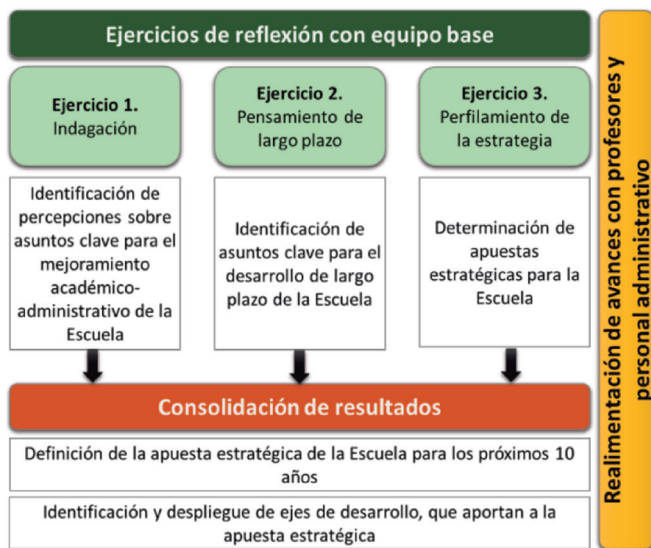 Ejercicios de reflexión con equipo base
Ejercicio 1.
Indagación
Ejercicio 2.
Pensamiento de
largo plazo
Ejercicio 3.
Perfilamiento de
la estrategia
Identificación de
percepciones sobre
asuntos clave para el
mejoramiento
académico-
administrativo de la
Escuela
Identificación de
asuntos clave para el
desarrollo de largo
plazo de la Escuela
Determinación de
apuestas
estratégicas para la
Escuela
Consolidación de resultados
Definición de la apuesta estratégica de la Escuela para los próximos 10
años
Identificación y despliegue de ejes de desarrollo, que aportan a la
apuesta estratégica
Realimentación de avances con profesores y
personal administrativo